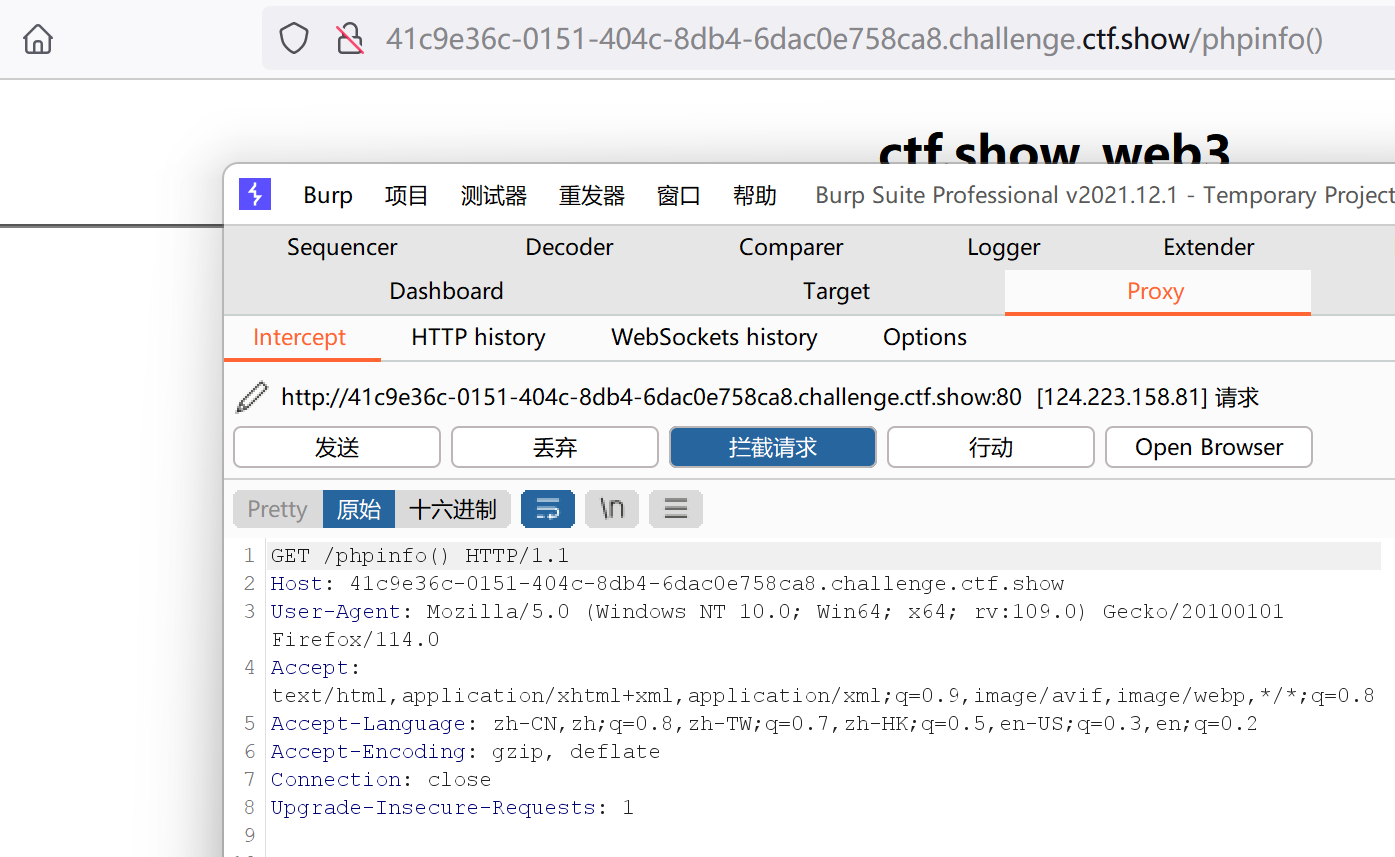 41c9e36c-0151-404c-8db4-6dac0e758ca8.challenge.ctf.show/phpinfo()
ctf.show_web3
Burp 项目 测试器 重发器 窗口 帮助 Burp Suite Professional v2021.12.1 - Temporary Project
Sequencer Decoder Comparer Logger Extender
Dashboard Target Proxy
Intercept HTTP history WebSockets history Options
http://41c9e36c-0151-404c-8db4-6dac0e758ca8.challenge.ctf.show:80 [124.223.158.81] 请求
发送 丢弃 拦截请求 行动 Open Browser
Pretty 原始 十六进制 \n
1 GET /phpinfo() HTTP/1.1
2 Host: 41c9e36c-0151-404c-8db4-6dac0e758ca8.challenge.ctf.show
3 User-Agent: Mozilla/5.0 (Windows NT 10.0; Win64; x64; rv:109.0) Gecko/20100101
Firefox/114.0
4 Accept:
text/html,application/xhtml+xml,application/xml;q=0.9,image/avif,image/webp,*/*;q=0.8
5 Accept-Language: zh-CN,zh;q=0.8,zh-TW;q=0.7,zh-HK;q=0.5,en-US;q=0.3,en;q=0.2
6 Accept-Encoding: gzip, deflate
7 Connection: close
8 Upgrade-Insecure-Requests: 1
9